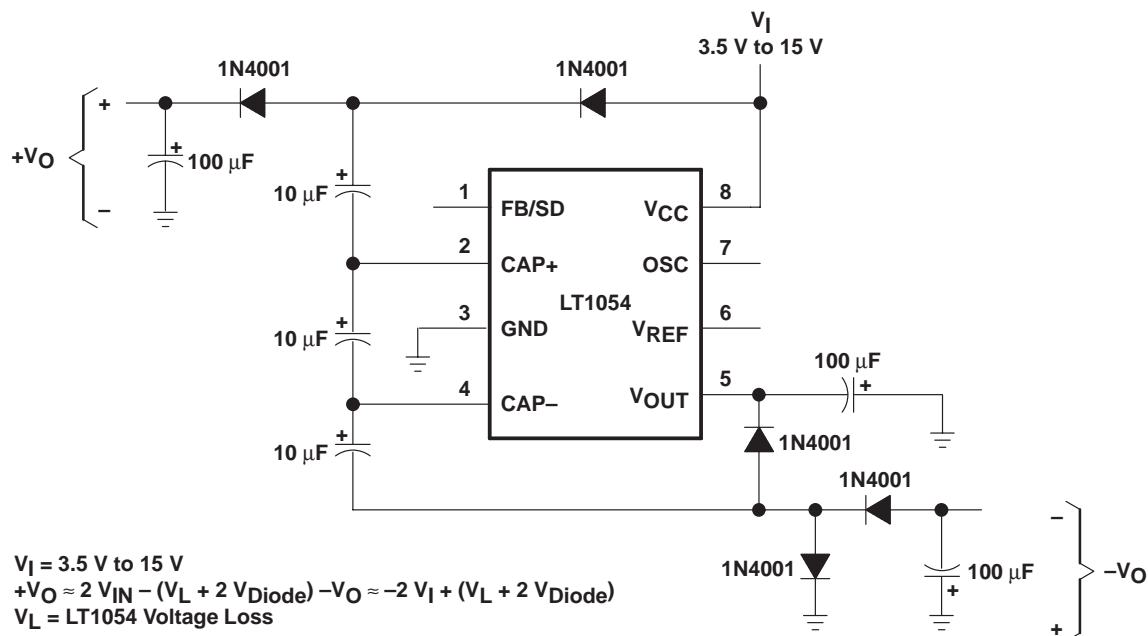 V_I
3.5 V to 15 V
1N4001
1N4001
+
+V_O
−
+
100 μF
+
10 μF
1
FB/SD
V_CC
8
2
CAP+
OSC
7
LT1054
+
10 μF
3
GND
V_REF
6
4
CAP−
V_OUT
5
100 μF
+
+
10 μF
1N4001
1N4001
1N4001
+
100 μF
−
−V_O
+
V_I = 3.5 V to 15 V
+V_O ≈ 2 V_IN − (V_L + 2 V_Diode) −V_O ≈ −2 V_I + (V_L + 2 V_Diode)
V_L = LT1054 Voltage Loss